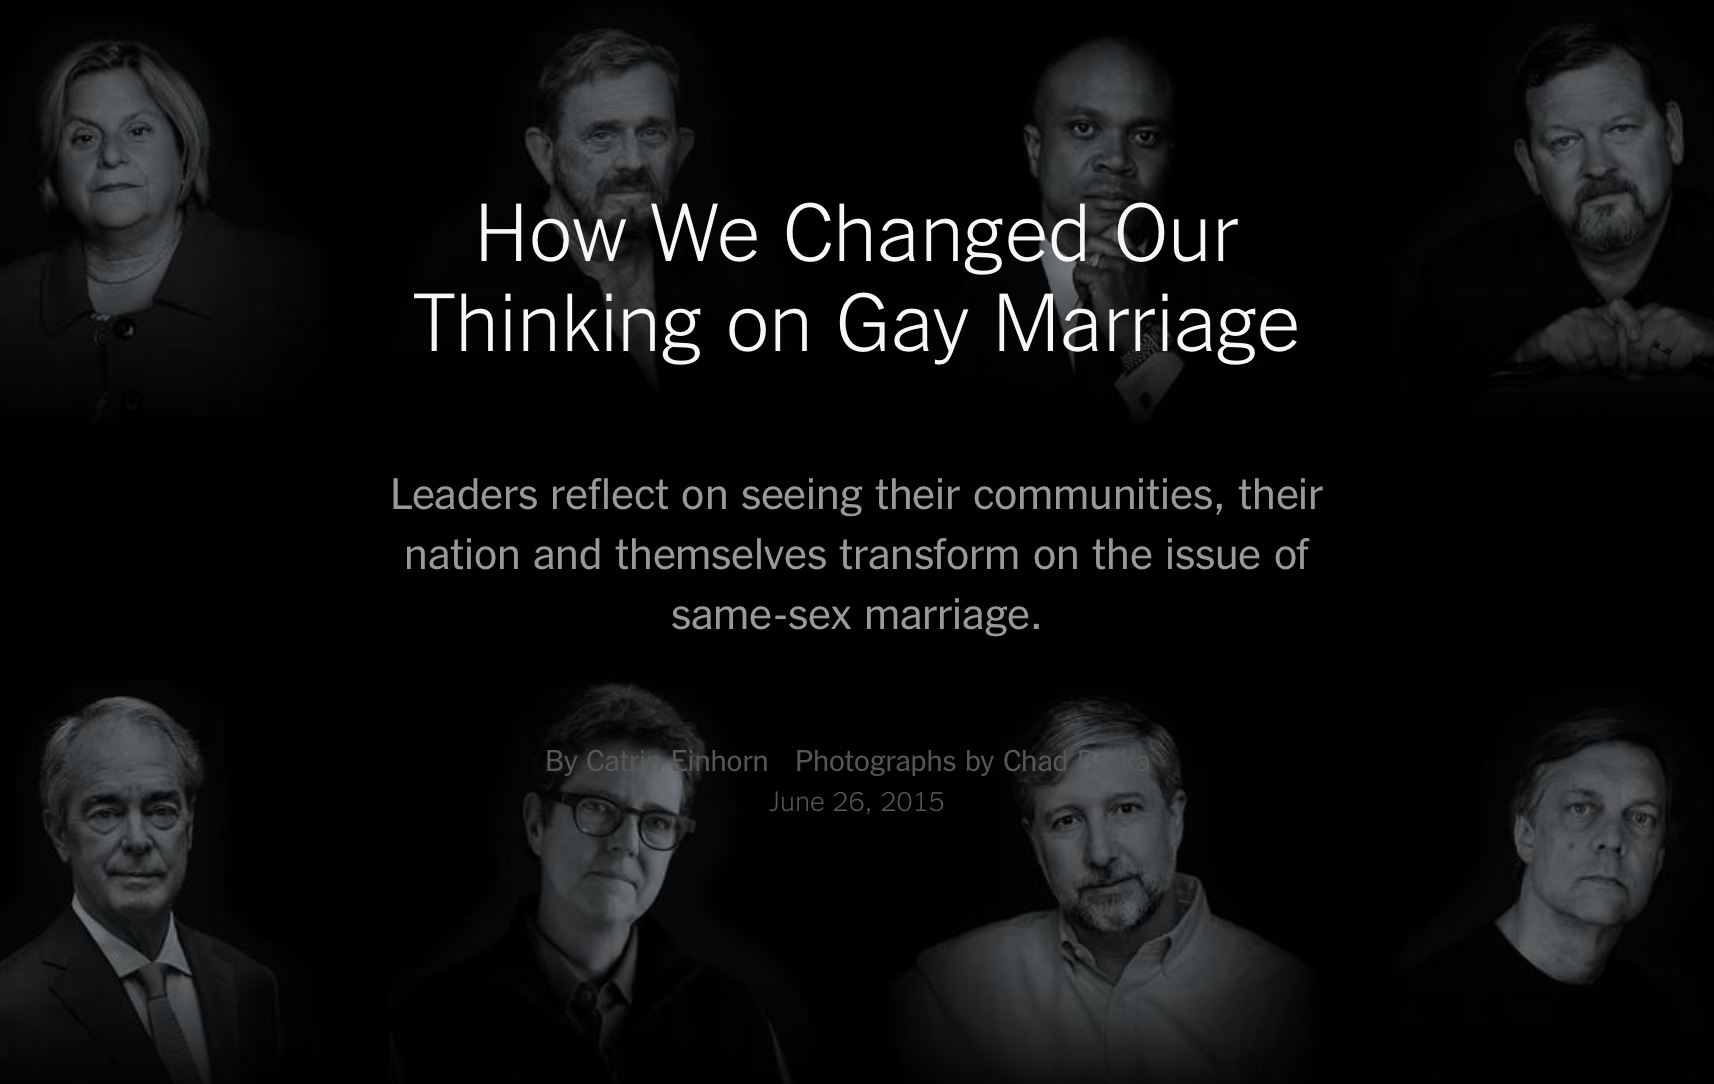 How We Changed Our
Thinking on Gay Marriage
Leaders reflect on seeing their communities, their
nation and themselves transform on the issue of
same-sex marriage.
By Catrin Einhorn Photographs by Chad
June 26, 2015